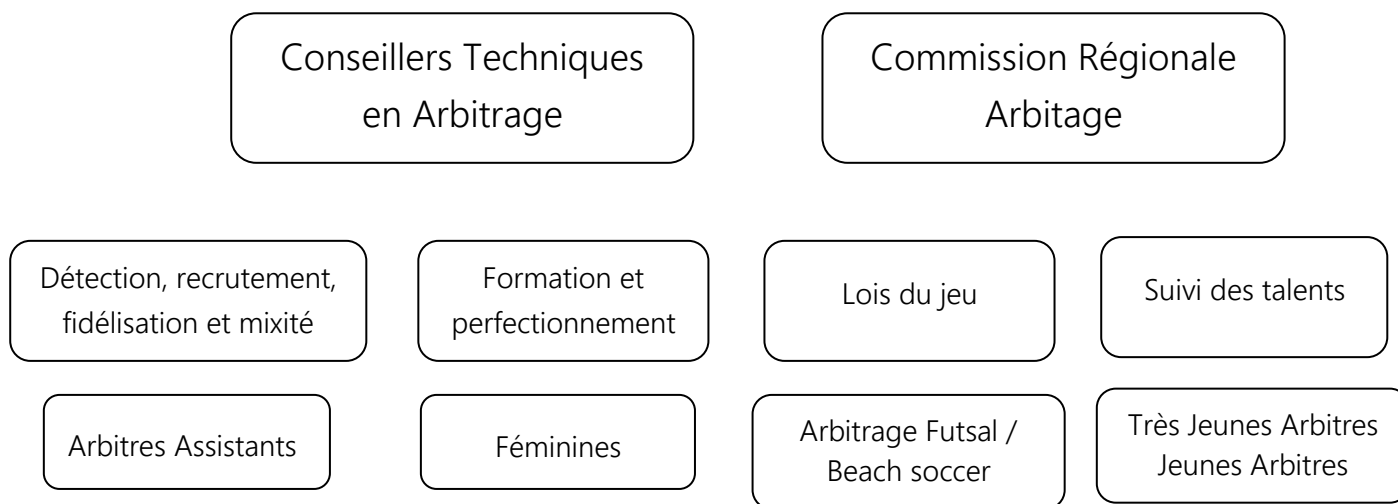 Conseillers Techniques
en Arbitrage
Commission Régionale
Arbitage
Détection, recrutement,
fidélisation et mixité
Formation et
perfectionnement
Lois du jeu
Suivi des talents
Arbitres Assistants
Féminines
Arbitrage Futsal /
Beach soccer
Très Jeunes Arbitres
Jeunes Arbitres